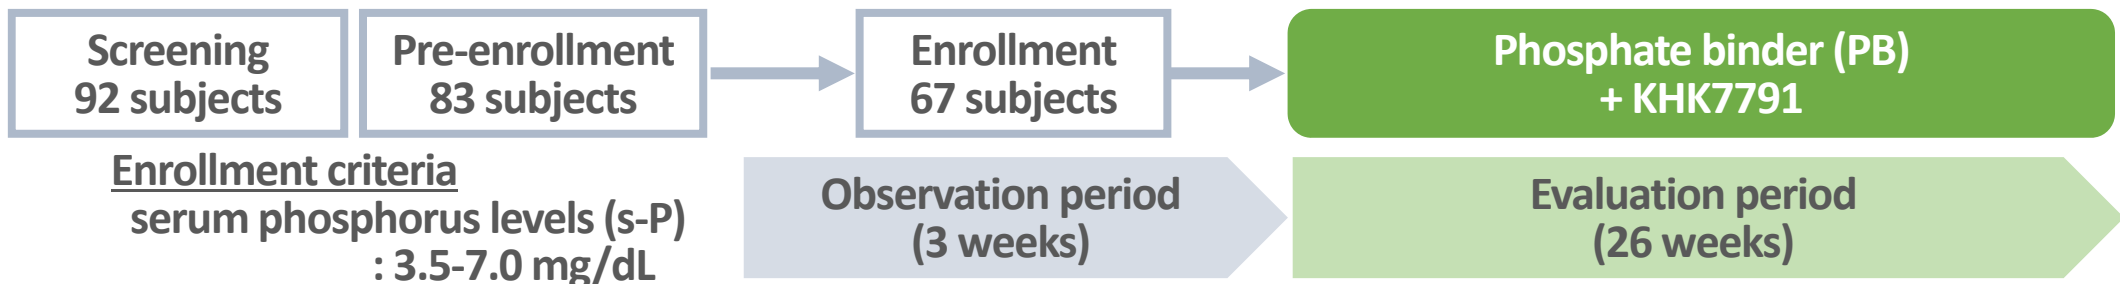 Screening
92 subjects
Pre-enrollment
83 subjects
Enrollment
67 subjects
Phosphate binder (PB)
+ KHK7791
Enrollment criteria
serum phosphorus levels (s-P)
: 3.5-7.0 mg/dL
Observation period
(3 weeks)
Evaluation period
(26 weeks)